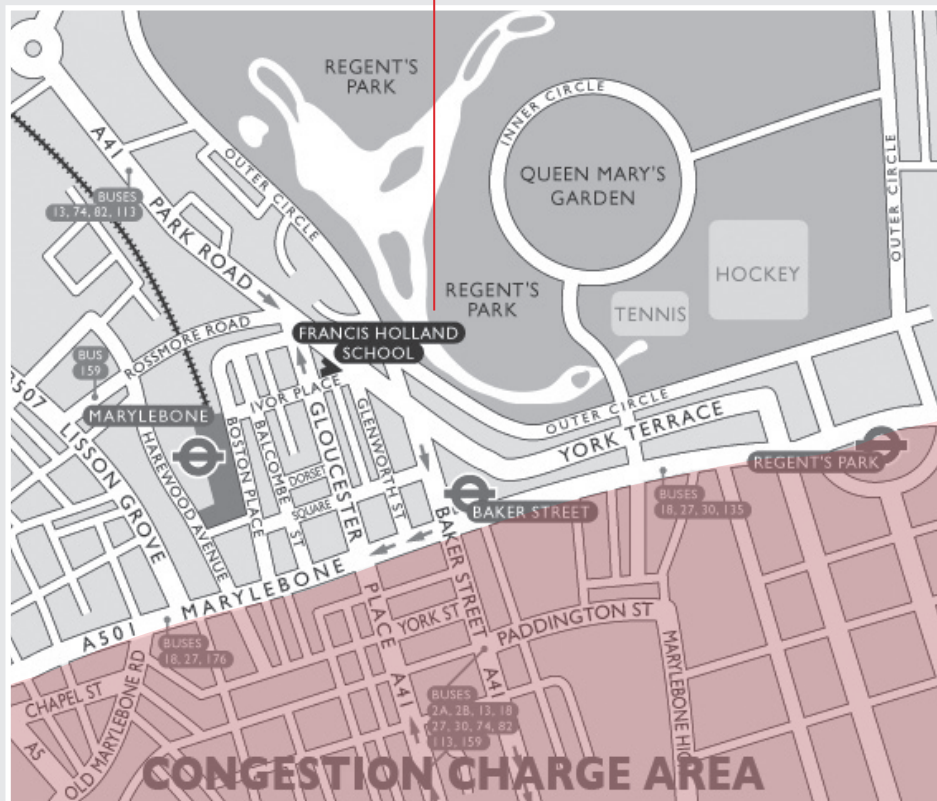 REGENT'S
PARK
A41
INNER CIRCLE
OUTER CIRCLE
QUEEN MARY'S
GARDEN
OUTER CIRCLE
BUSES
13, 74, 82, 113
PARK ROAD
HOCKEY
REGENT'S
PARK
TENNIS
ROSSMORE ROAD
FRANCIS HOLLAND
SCHOOL
BUS
159
IVOR PLACE
MARYLEBONE
LISSON GROVE
HAREWOOD AVENUE
BOSTON PLACE
BALCOMBE ST
GLOUCESTER PLACE
GLENWORTH ST
DORSET
SQUARE
OUTER CIRCLE
YORK TERRACE
REGENT'S PARK
BUSES
18, 27, 30, 135
BAKER STREET
BAKER STREET
A501 MARYLEBONE
BUSES
18, 27, 176
YORK ST
PADDINGTON ST
CHAPEL ST
OLD MARYLEBONE RD
A5
A41
A41
MARYLEBONE HIG
BUSES
2A, 2B, 13, 18
27, 30, 74, 82
113, 159
CONGESTION CHARGE AREA